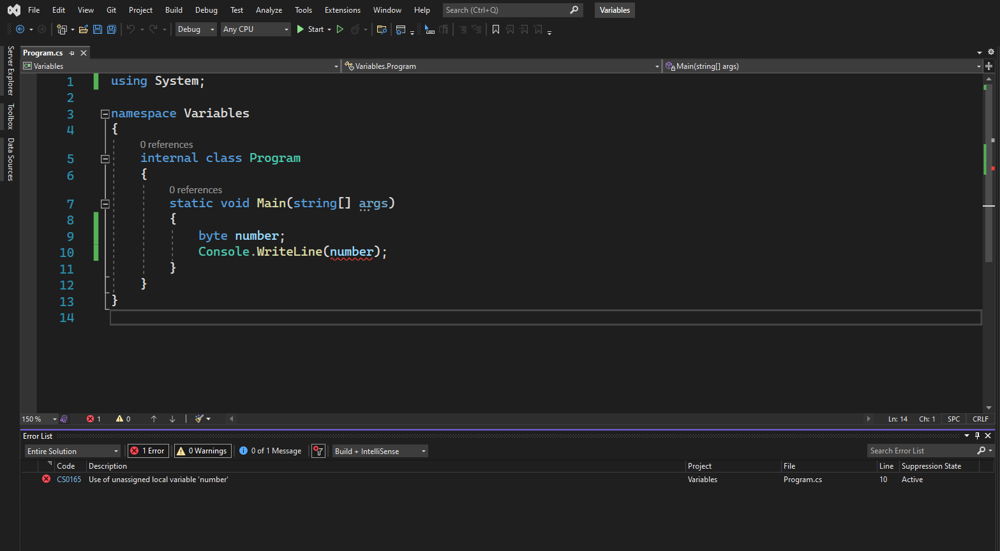 File Edit View Git Project Build Debug Test Analyze Tools Extensions Window Help Search (Ctrl+Q) Variables
Debug Any CPU Start
Server Explorer
Toolbox
Data Sources
Program.cs
C# Variables Variables.Program Main(string[] args)
1 using System;
2
3 namespace Variables
4 {
0 references
5 internal class Program
6 {
0 references
7 static void Main(string[] args)
8 {
9 byte number;
10 Console.WriteLine(number);
11 }
12 }
13 }
14
150 % 1 0 Ln: 14 Ch: 1 SPC CRLF
Error List
Entire Solution 1 Error 0 Warnings 0 of 1 Message Build + IntelliSense Search Error List
Code Description Project File Line Suppression State
CS0165 Use of unassigned local variable 'number' Variables Program.cs 10 Active